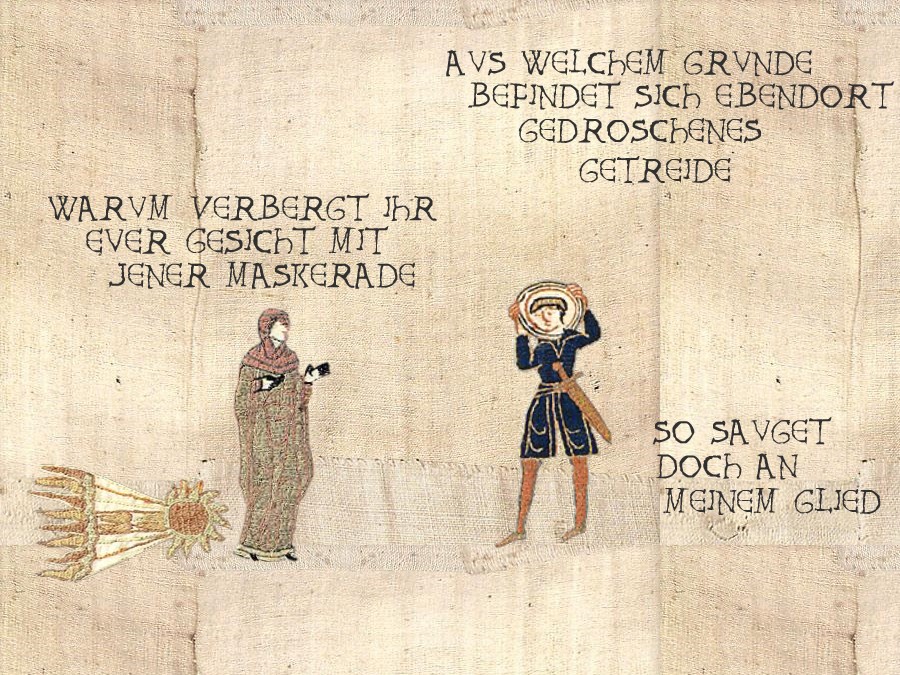 WARVM VERBERGT IHR
EVER GESICHT MIT
JENER MASKERADE
AVS WELCHEM GRVNDE
BEFINDET SICH EBENDORT
GEDROSCHENES
GETREIDE
SO SAVGET
DOCH AN
MEINEM GLIED